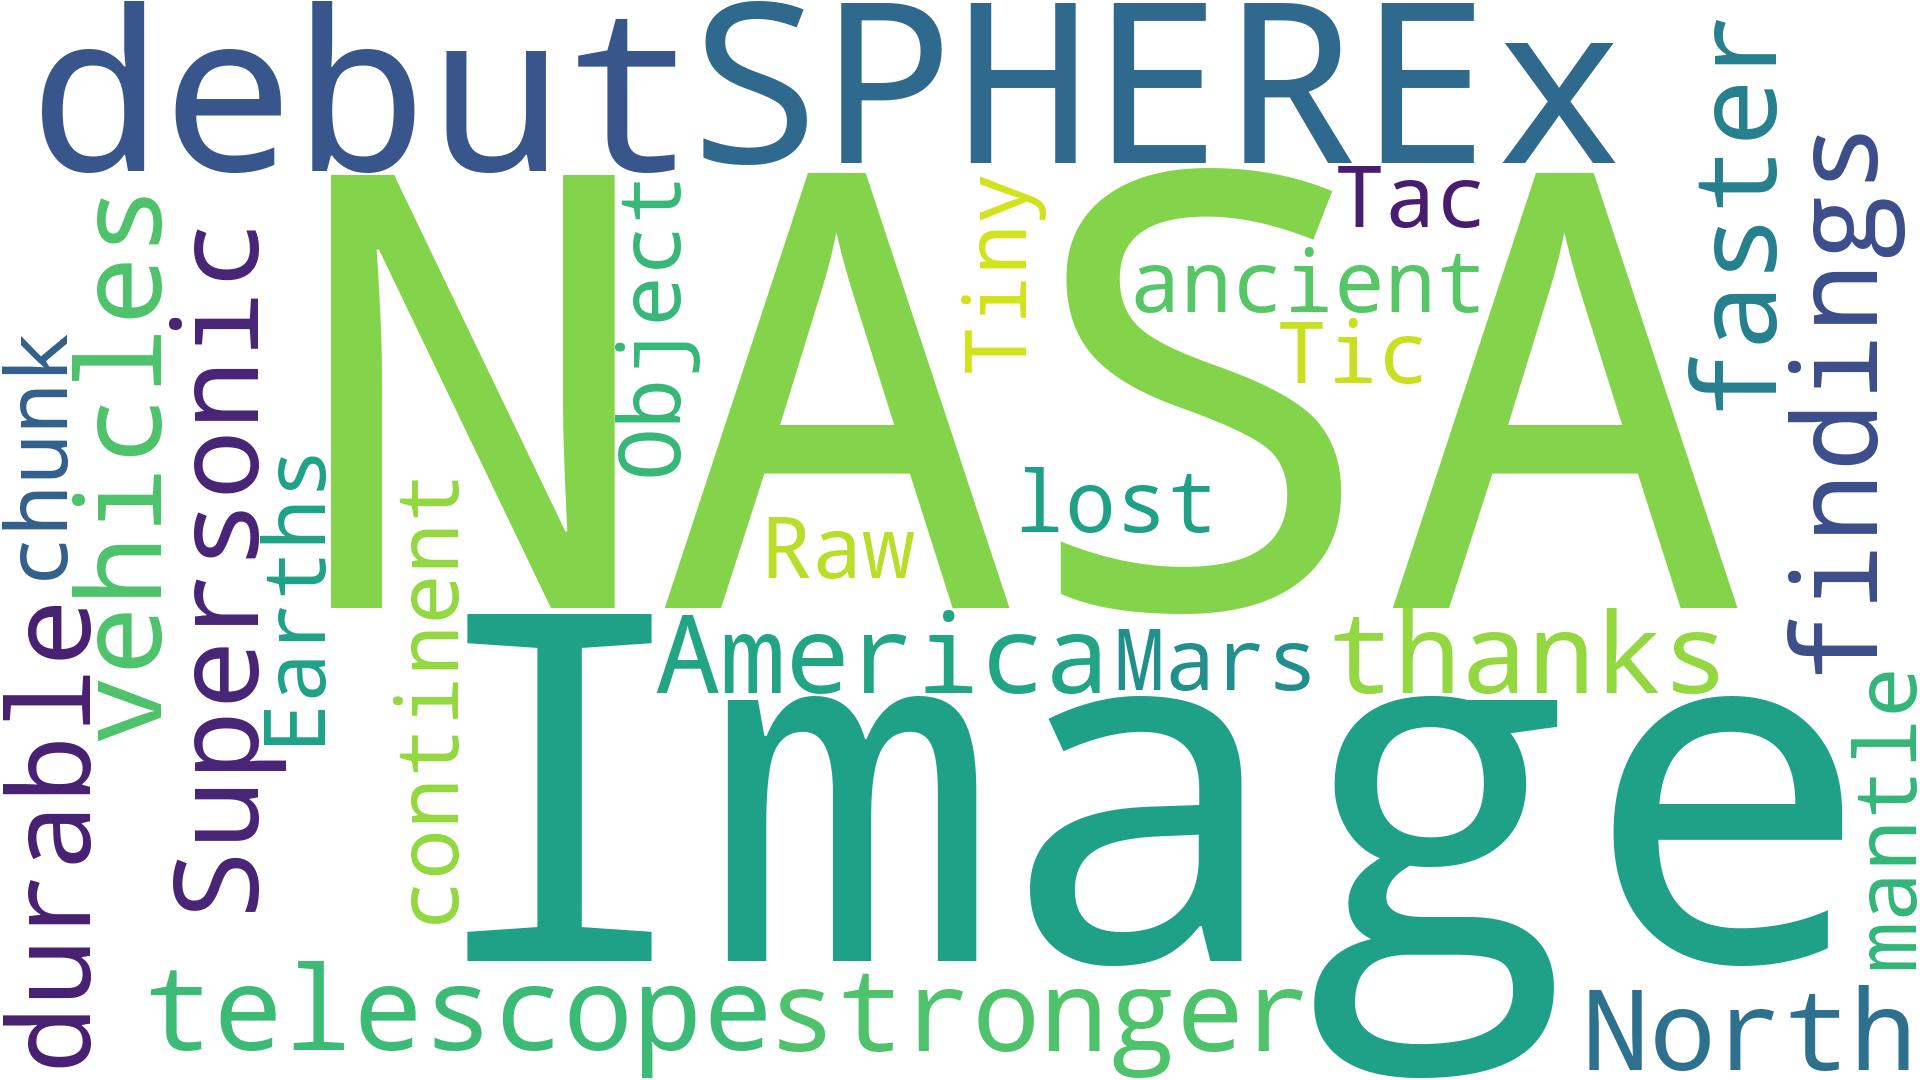 debut
SPHEREx
faster
findings
vehicles
Supersonic
NASA
Object
Tiny
Tac
ancient
Tic
chunk
Earths
continent
Raw
lost
durable
America
Mars
thanks
Image
mantle
telescope
stronger
North